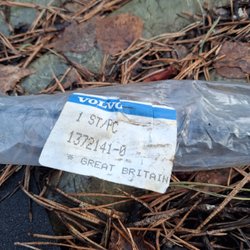 VOLVO
1 ST/PC
1372141-0
* GREAT BRITAIN